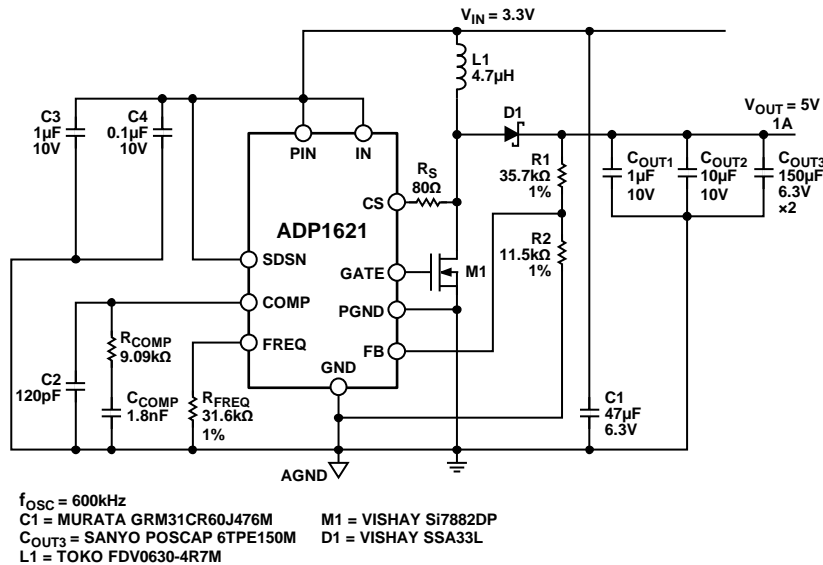 VIN = 3.3V
L1
4.7µH
D1
VOUT = 5V
1A
C3
1µF
10V
C4
0.1µF
10V
PIN
IN
RS
80Ω
CS
R1
35.7kΩ
1%
COUT1
1µF
10V
COUT2
10µF
10V
COUT3
150µF
6.3V
×2
ADP1621
R2
11.5kΩ
1%
SDSN
GATE
M1
COMP
PGND
RCOMP
9.09kΩ
FREQ
FB
GND
C2
120pF
CCOMP
1.8nF
RFREQ
31.6kΩ
1%
C1
47µF
6.3V
AGND
fOSC = 600kHz
C1 = MURATA GRM31CR60J476M
M1 = VISHAY Si7882DP
COUT3 = SANYO POSCAP 6TPE150M
D1 = VISHAY SSA33L
L1 = TOKO FDV0630-4R7M